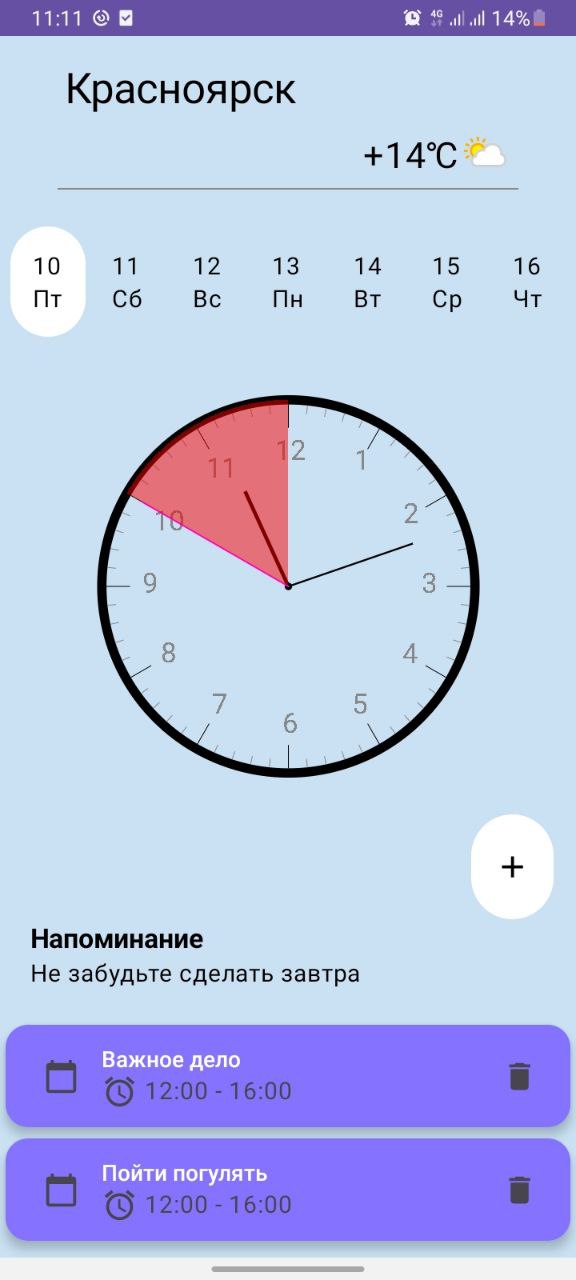 11:11 4G 14%
Красноярск
+14℃
10 11 12 13 14 15 16
Пт Сб Вс Пн Вт Ср Чт
12
11 1
10 2
9 3
8 4
7 5
6
+
Напоминание
Не забудьте сделать завтра
Важное дело
12:00 - 16:00
Пойти погулять
12:00 - 16:00